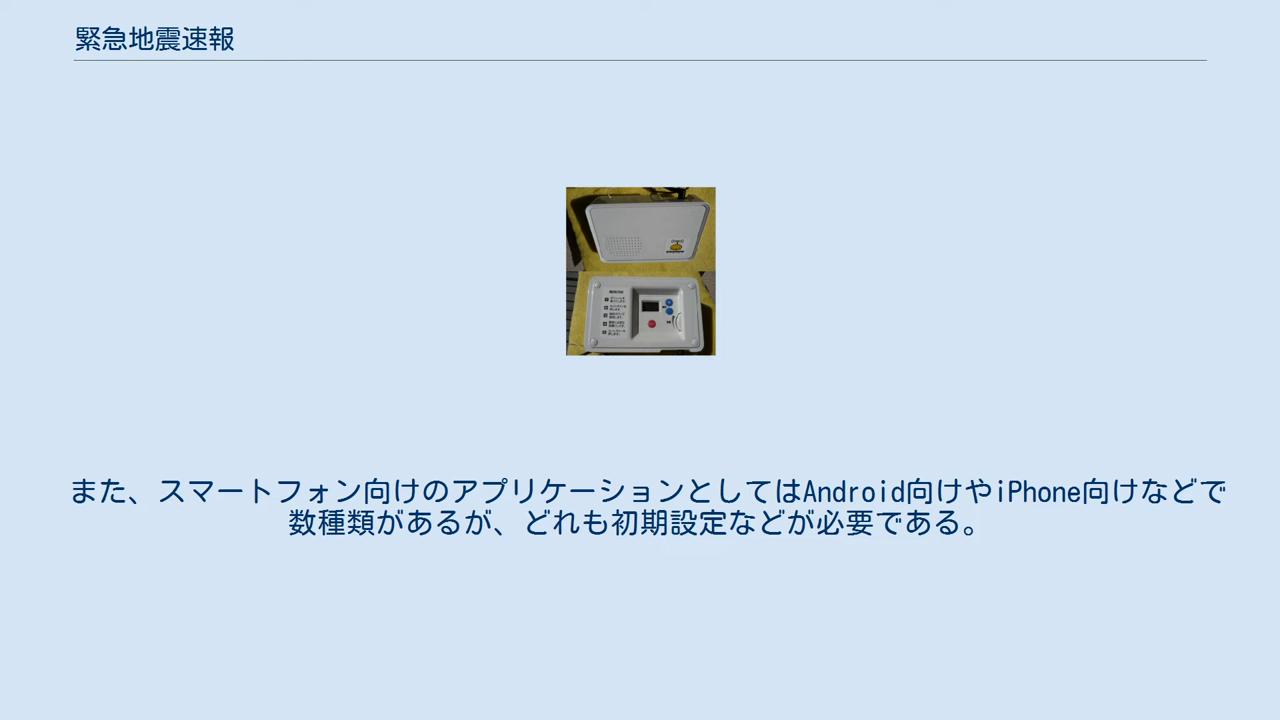 緊急地震速報
また、スマートフォン向けのアプリケーションとしてはAndroid向けやiPhone向けなどで
数種類があるが、どれも初期設定などが必要である。